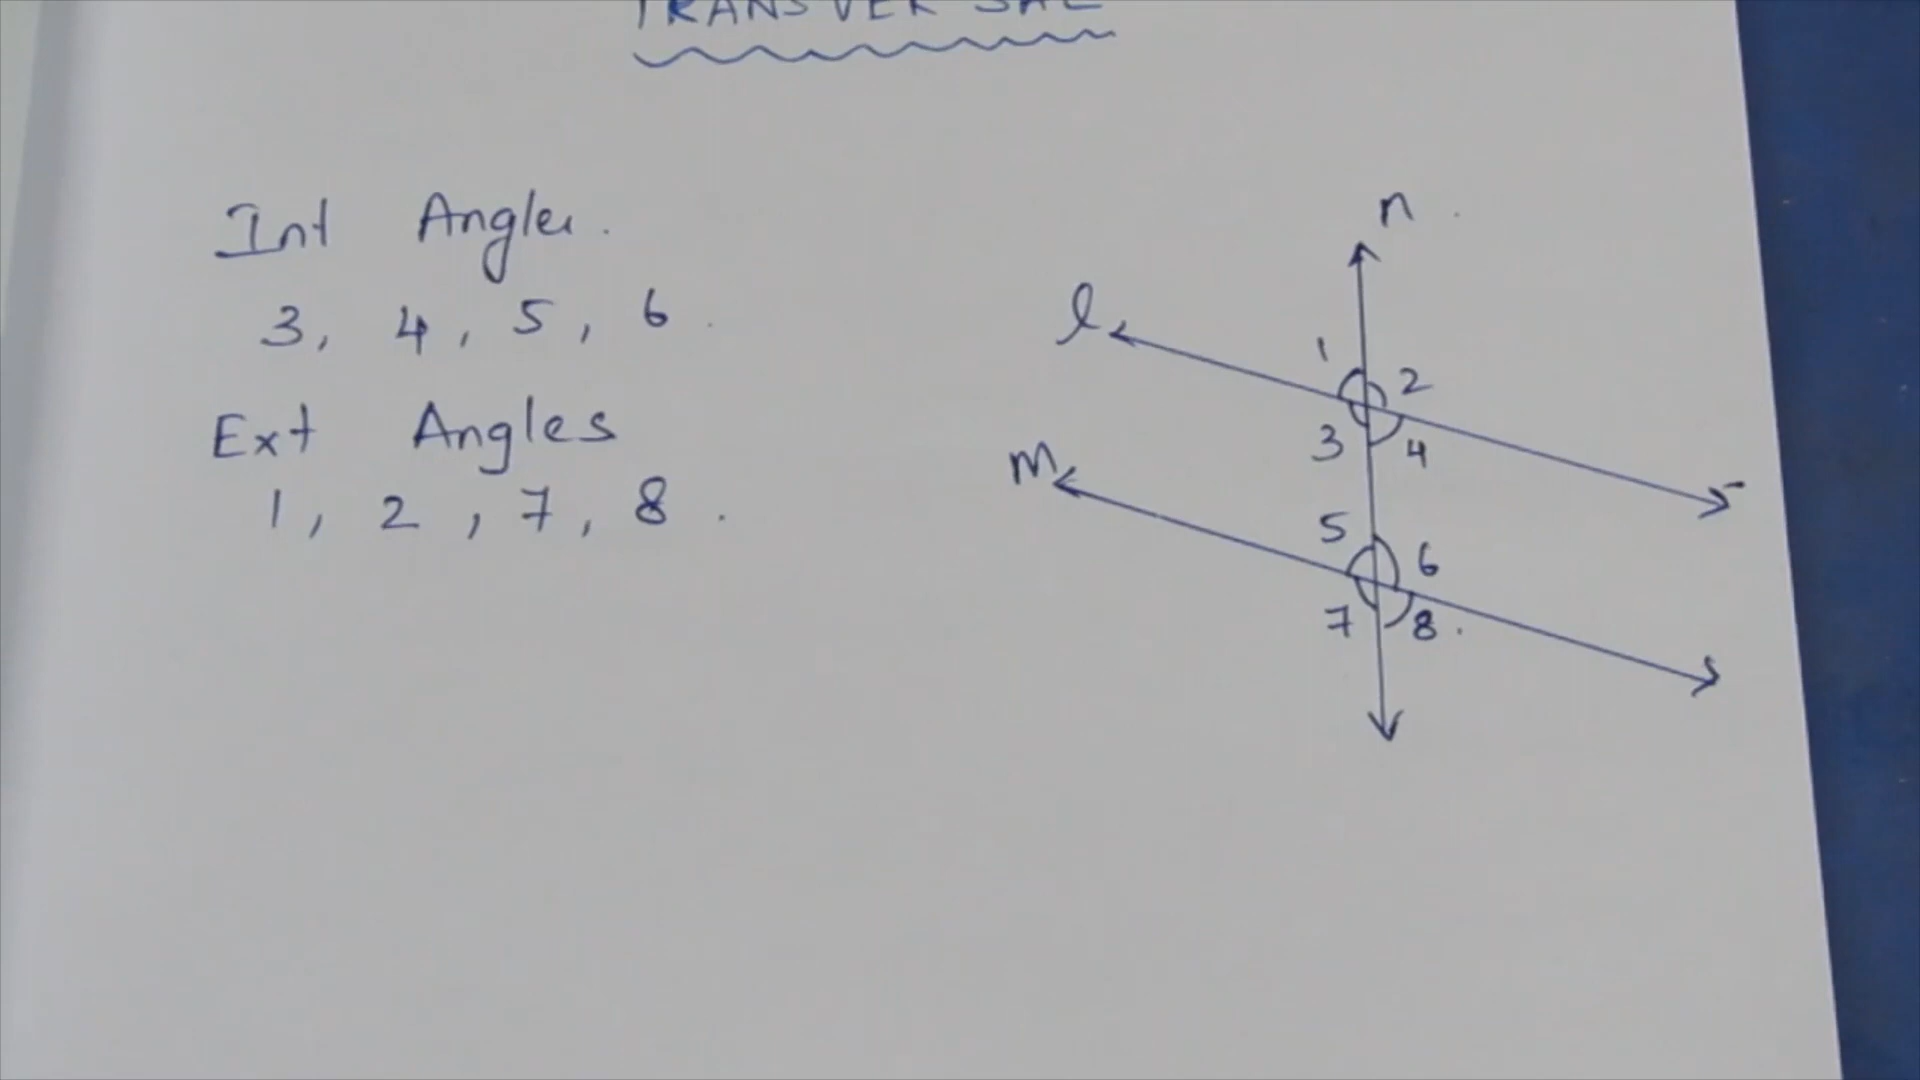 TRANSVERSAL
Int Angles.
3, 4, 5, 6.
Ext Angles
1, 2, 7, 8.
n
l
1 2
3 4
m
5 6
7 8